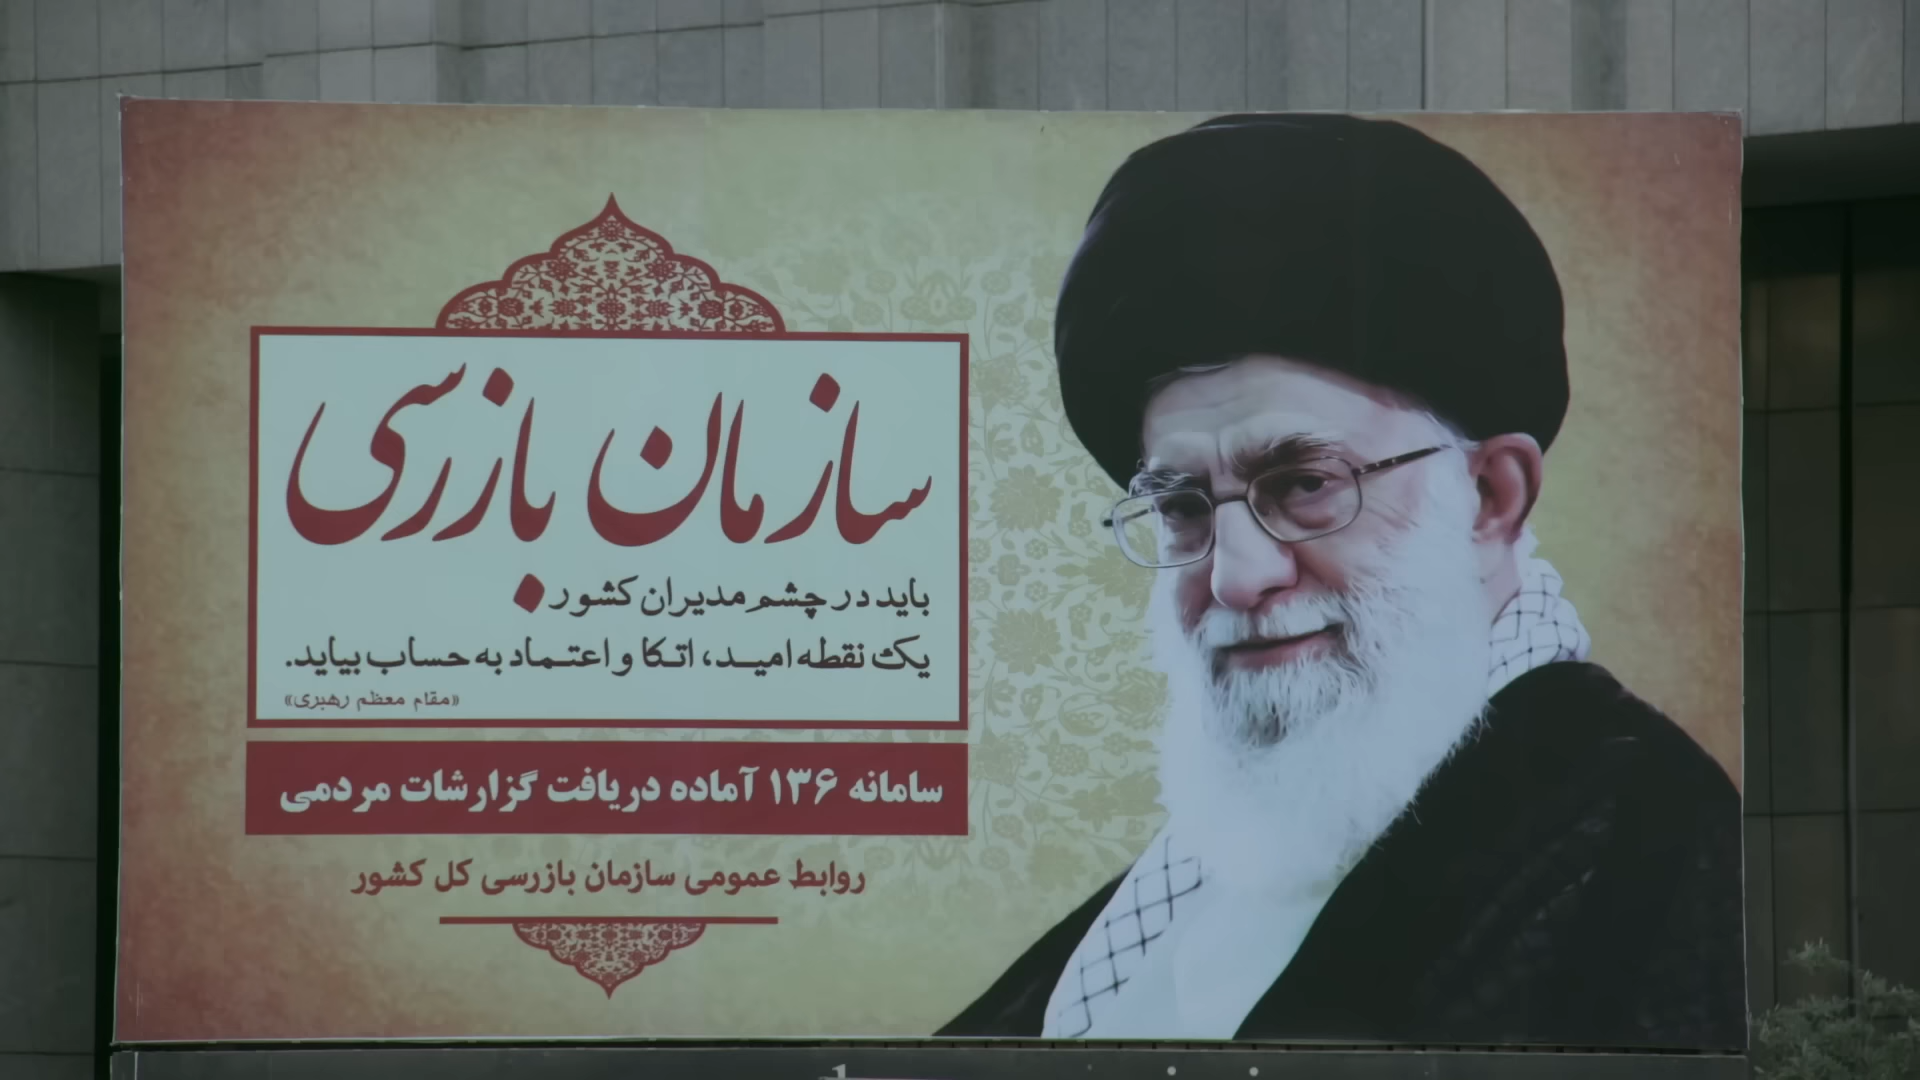 سازمان بازرسی
باید در چشم مدیران کشور
یک نقطه امید، اتکا و اعتماد به حساب بیاید.
«مقام معظم رهبری»
سامانه ۱۳۶ آماده دریافت گزارشات مردمی
روابط عمومی سازمان بازرسی کل کشور